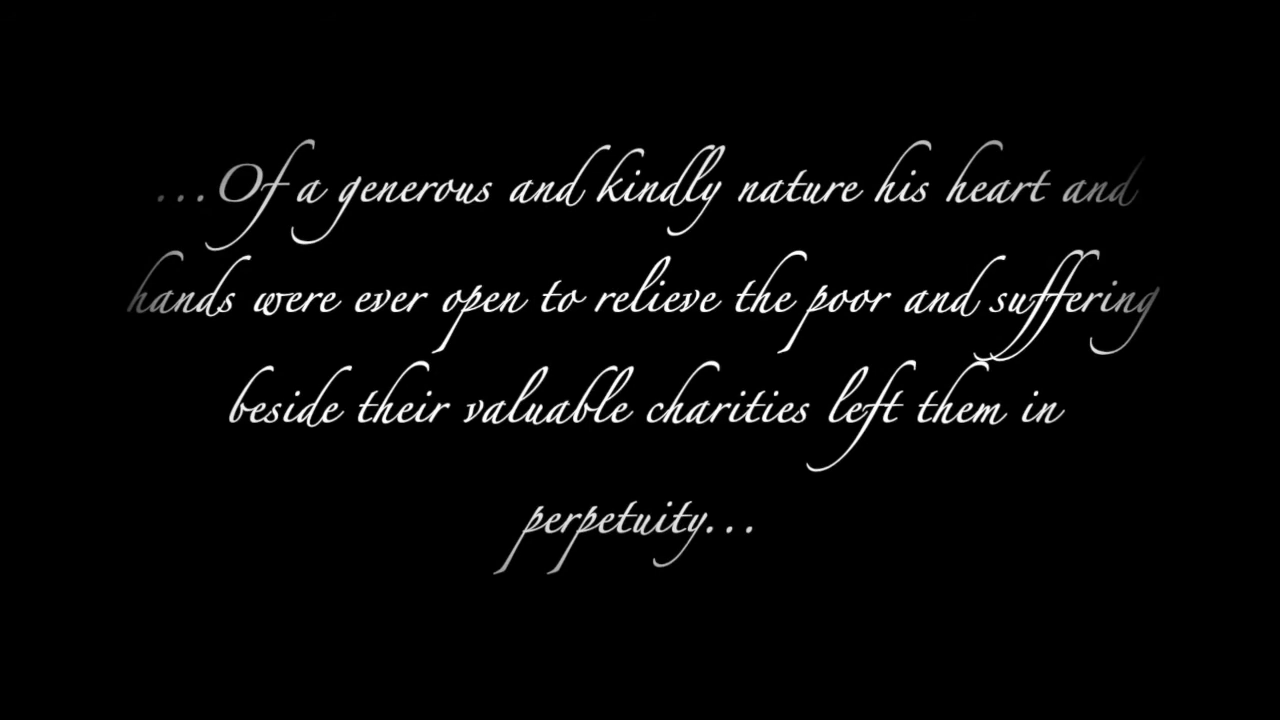 ...Of a generous and kindly nature his heart and
hands were ever open to relieve the poor and suffering
beside their valuable charities left them in
perpetuity...